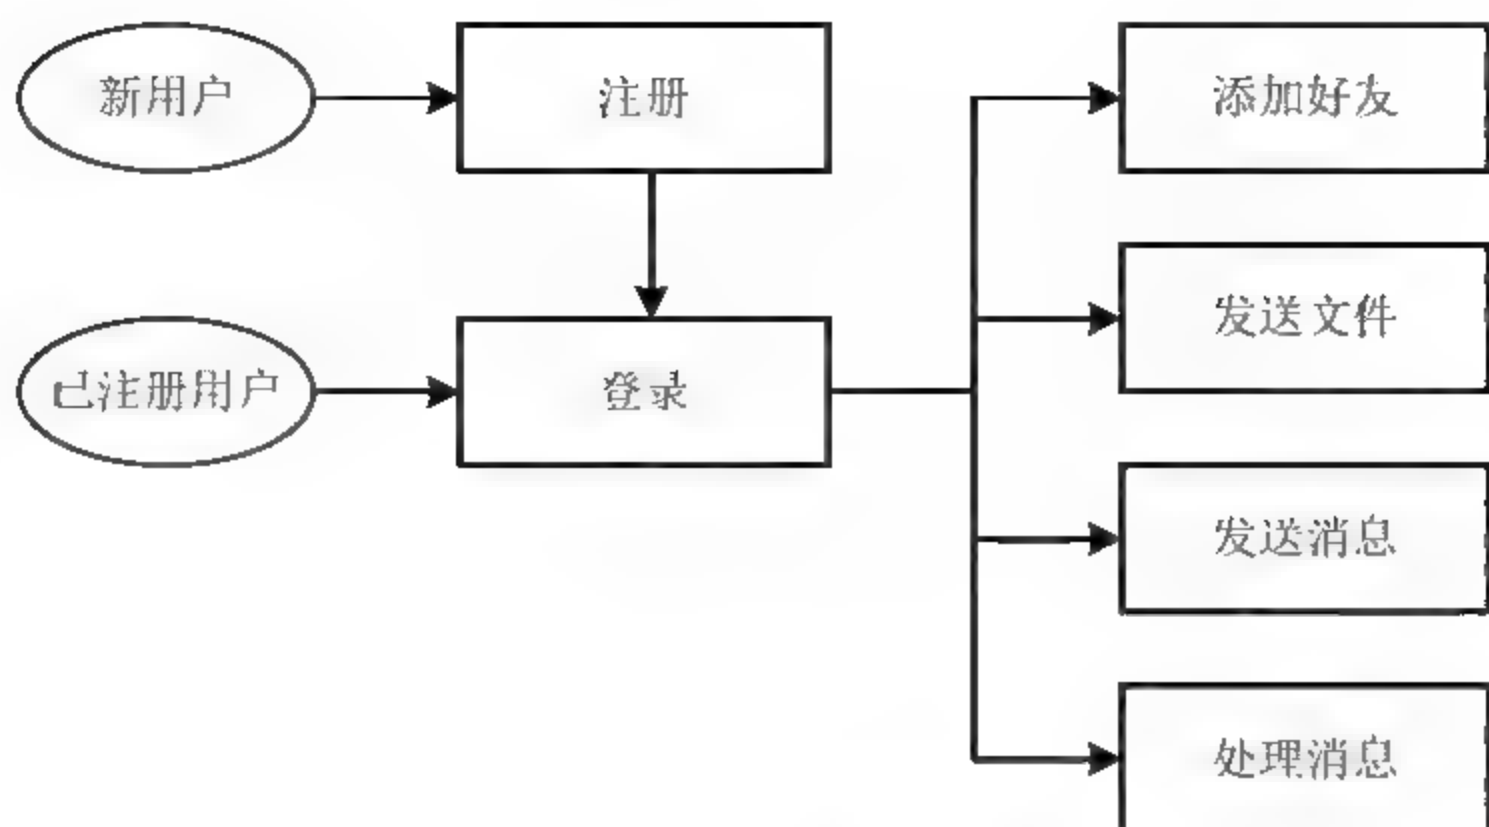 新用户
注册
添加好友
发送文件
已注册用户
登录
发送消息
处理消息